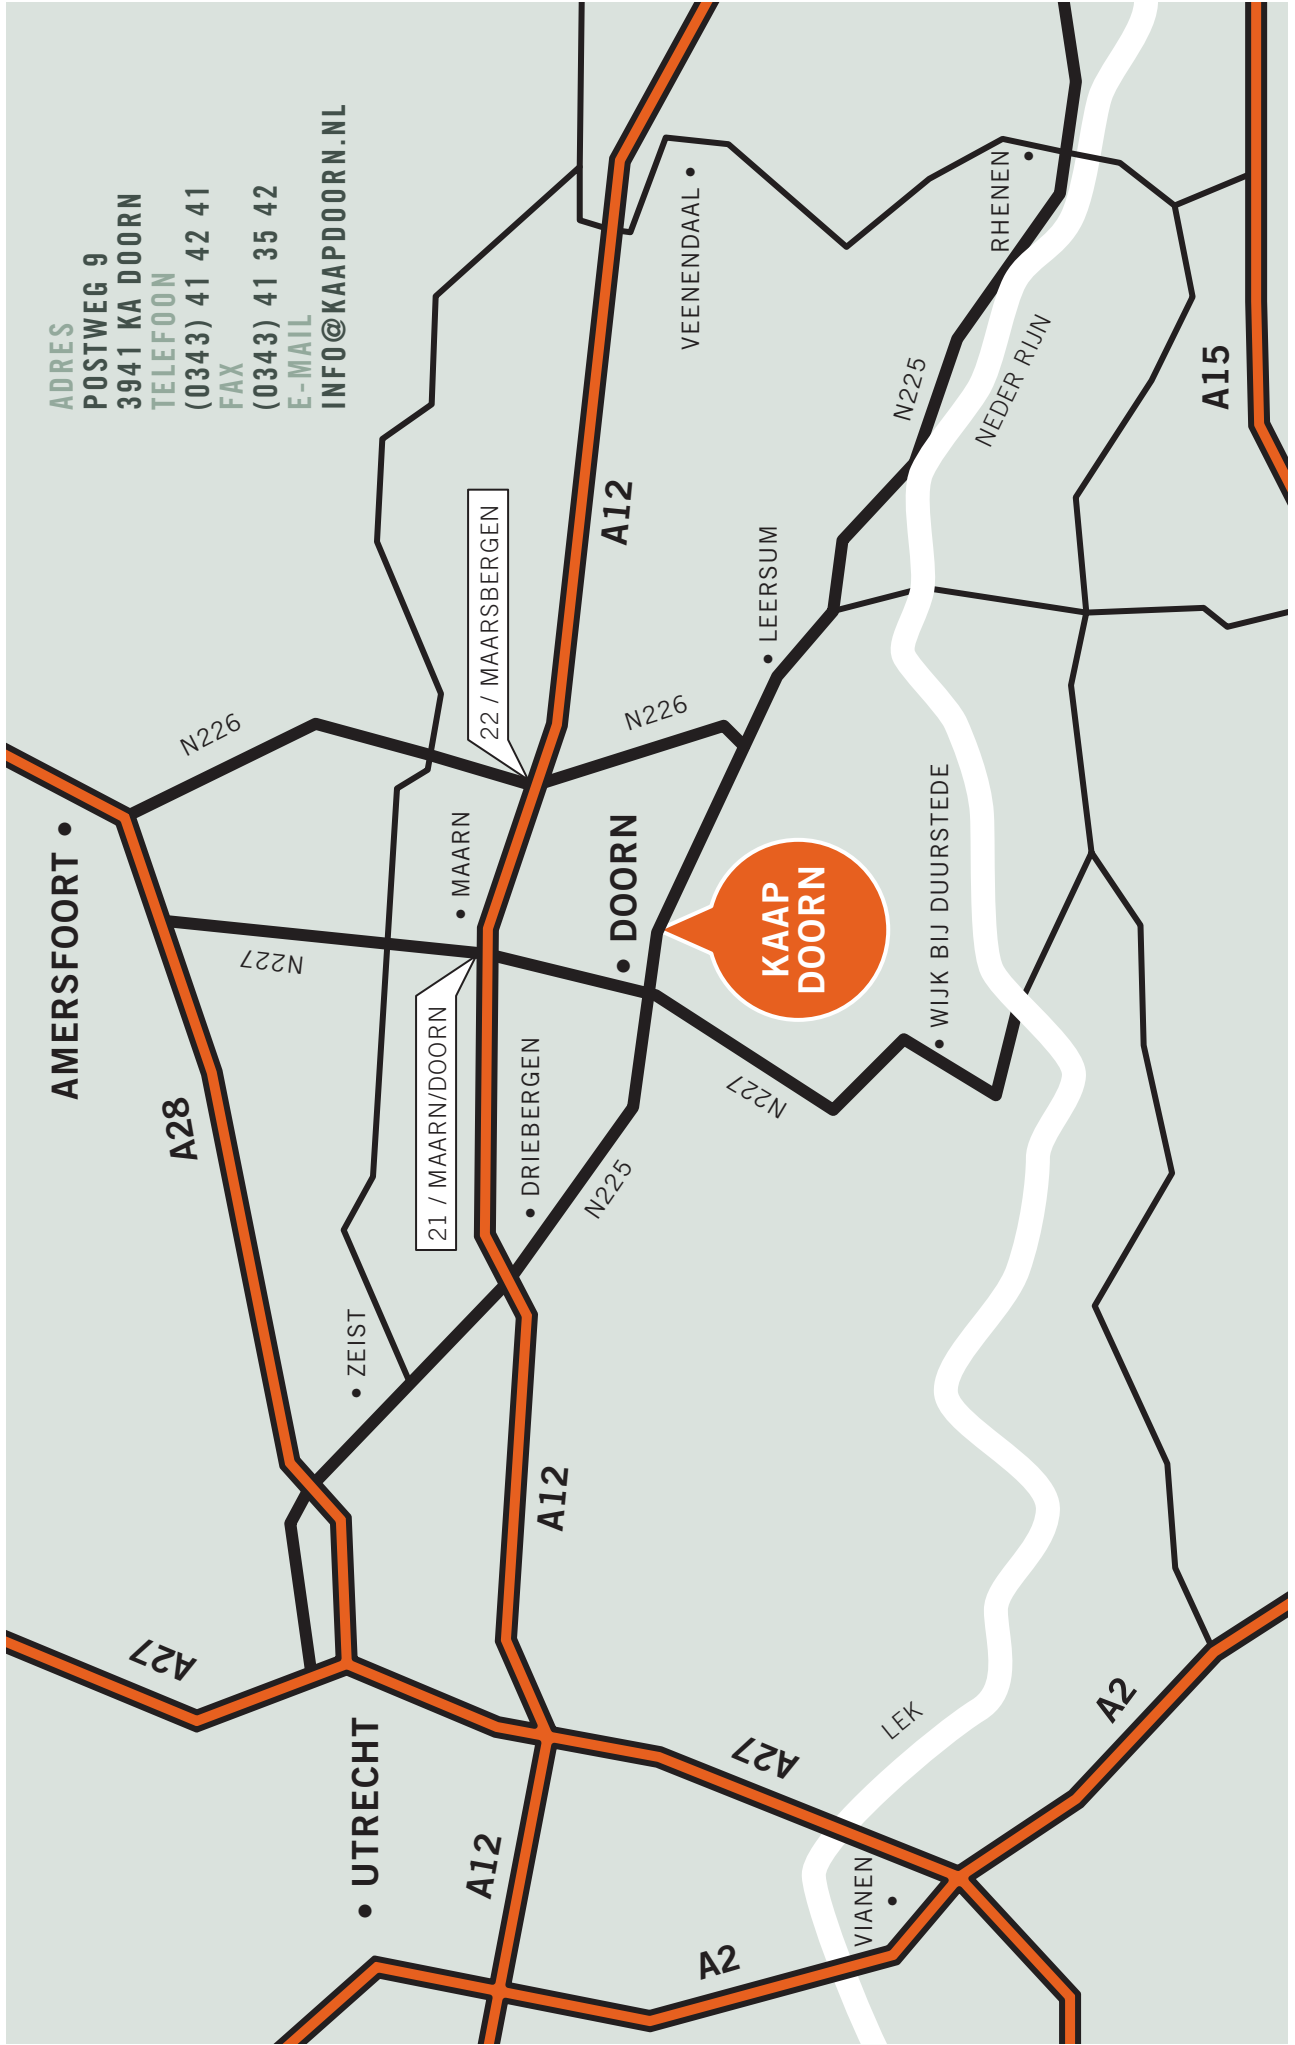 ADRES
POSTWEG 9
3941 KA DOORN
TELEFOON
(0343) 41 42 41
FAX
(0343) 41 35 42
E-MAIL
INFO@KAAPDOORN.NL
AMERSFOORT
A28
N226
N227
22 / MAARSBERGEN
21 / MAARN/DOORN
MAARN
A12
N226
VEENENDAAL
LEERSUM
RHENEN
N225
NEDER RIJN
A15
DOORN
KAAP
DOORN
DRIEBERGEN
N225
N227
WIJK BIJ DUURSTEDE
ZEIST
A12
A27
UTRECHT
A12
A27
LEK
VIANEN
A2
A2